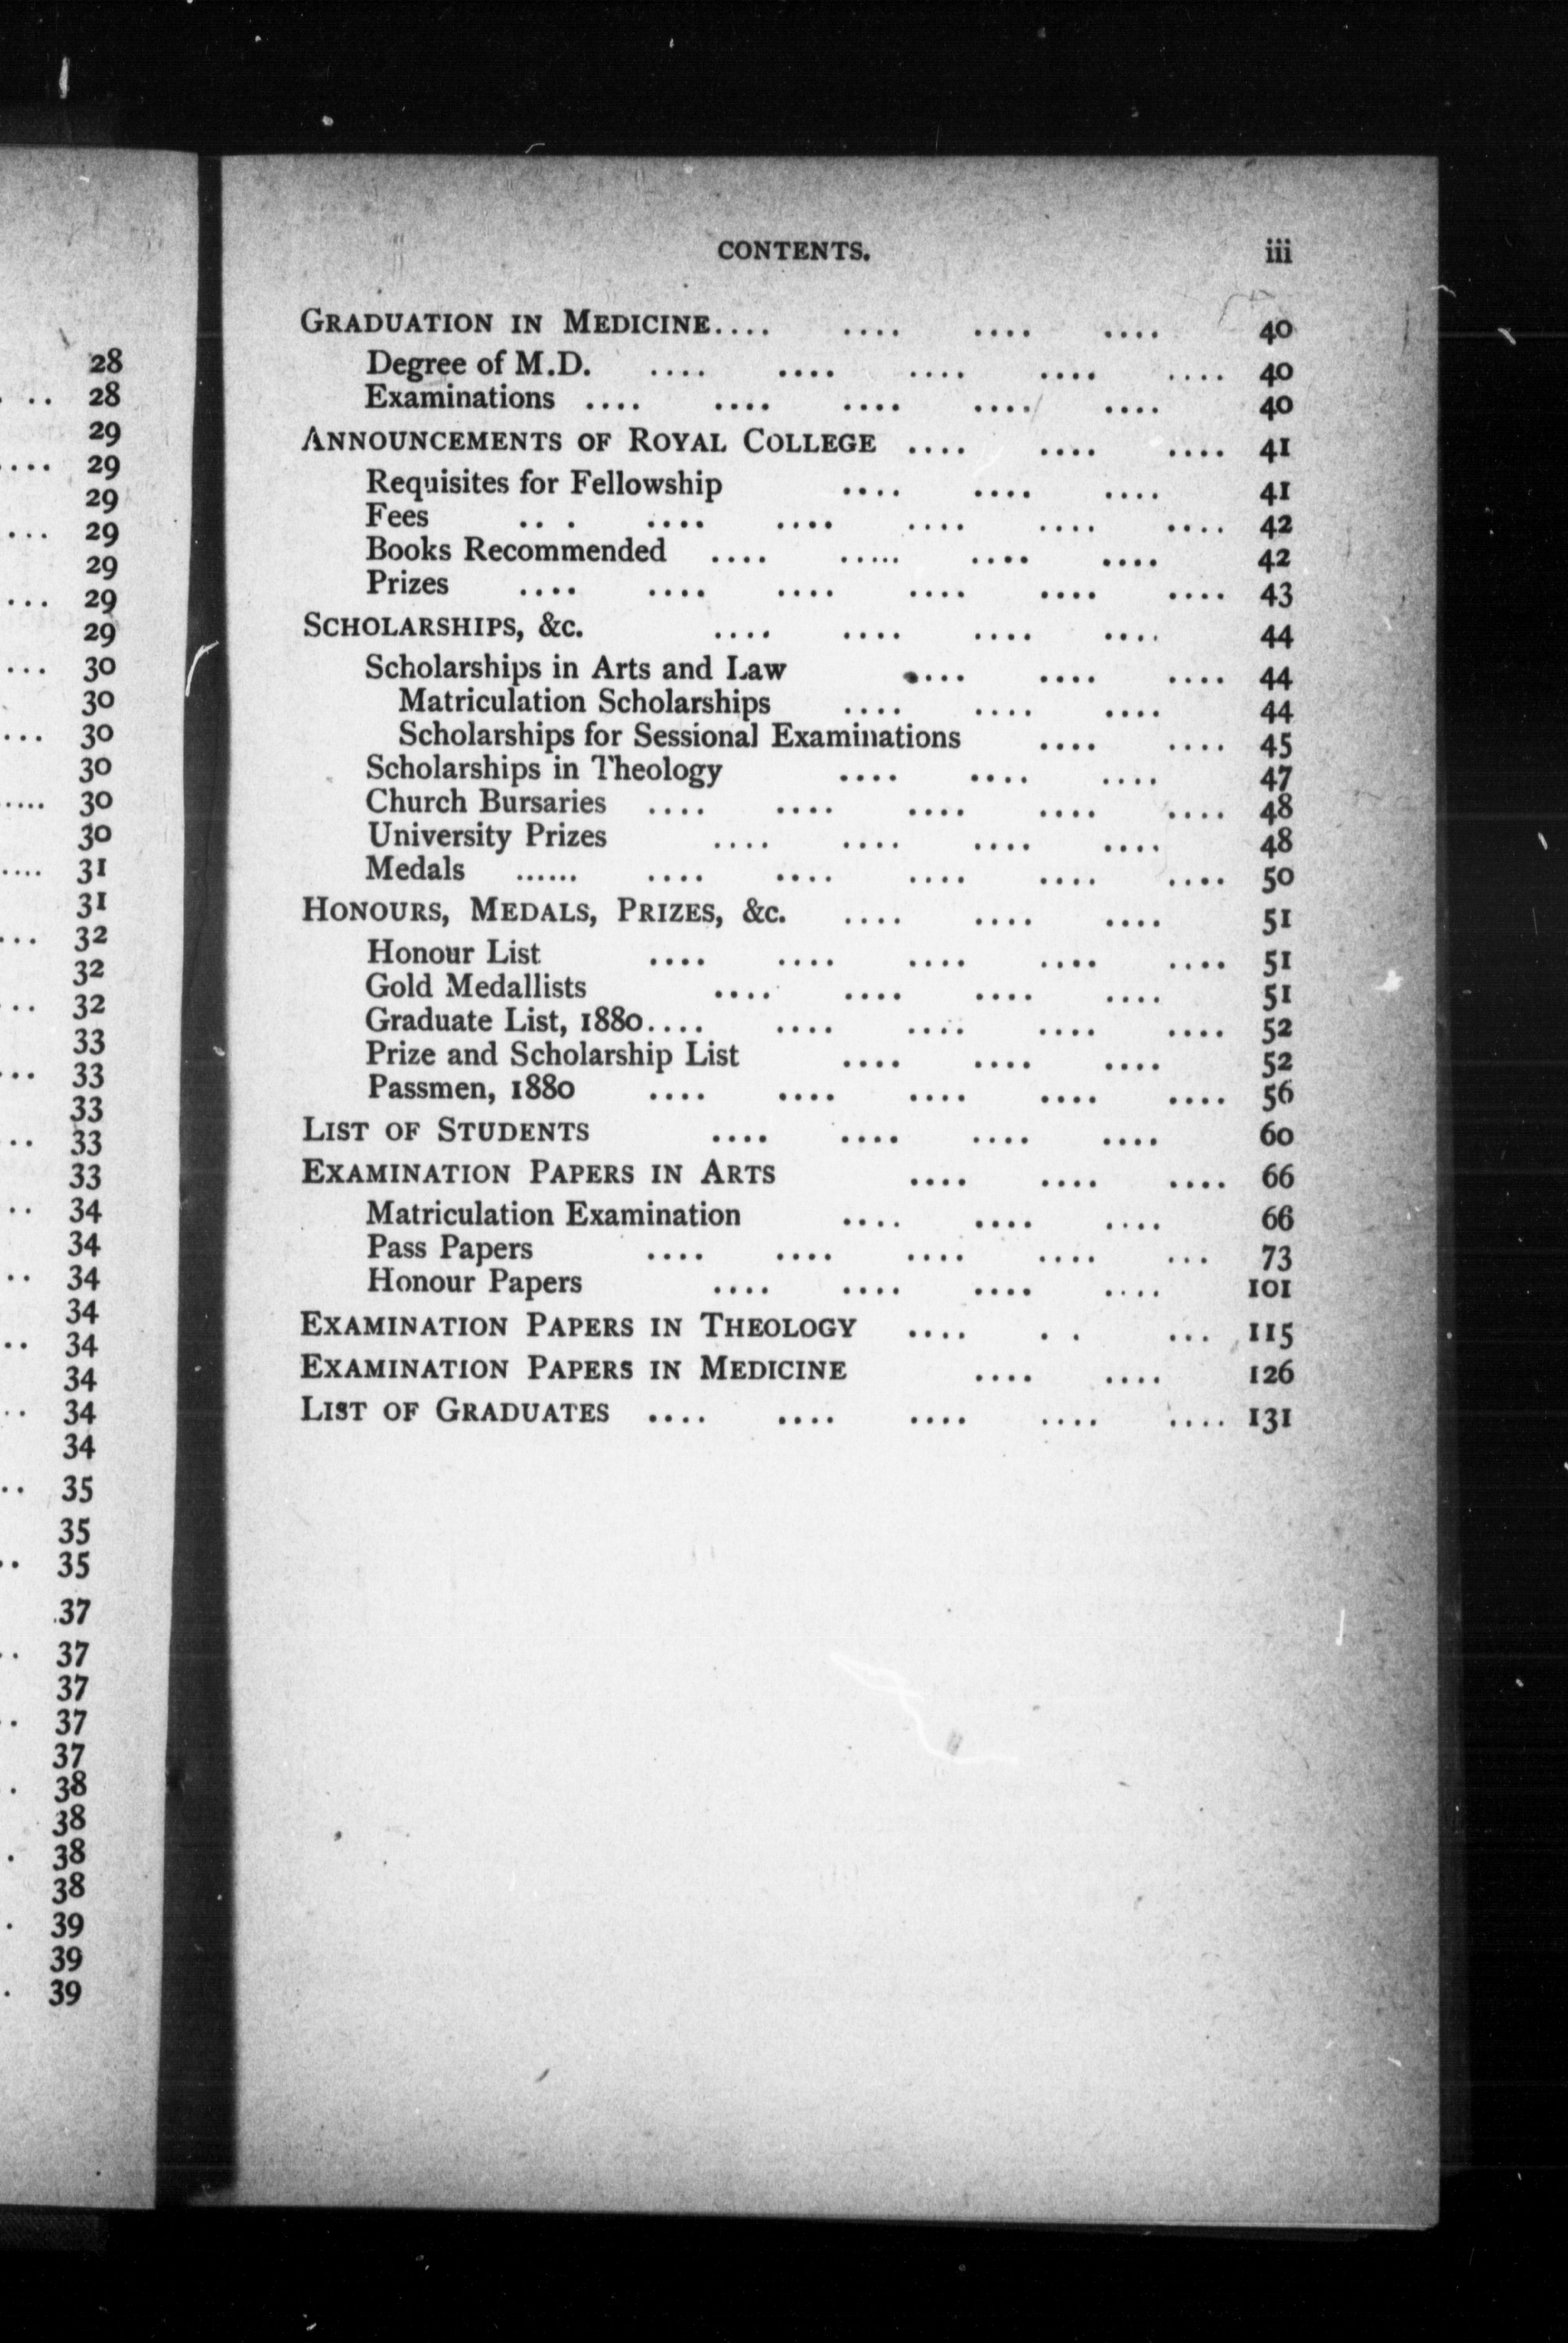 28
.. 28
29
.... 29
29
... 29
29
... 29
29
... 30
30
... 30
30
..... 30
30
.... 31
31
... 32
32
... 32
33
... 33
33
.. 33
33
.. 34
34
.. 34
34
.. 34
34
.. 34
34
.. 35
35
.. 35
37
.. 37
37
.. 37
37
. 38
38
. 38
38
. 39
39
. 39
CONTENTS. iii
GRADUATION IN MEDICINE.... .... .... .... 40
Degree of M.D. .... .... .... .... .... 40
Examinations .... .... .... .... .... 40
ANNOUNCEMENTS OF ROYAL COLLEGE .... .... .... 41
Requisites for Fellowship .... .... .... 41
Fees .. . .... .... .... .... .... 42
Books Recommended .... ..... .... .... 42
Prizes .... .... .... .... .... .... 43
SCHOLARSHIPS, &c. .... .... .... .... 44
Scholarships in Arts and Law .... .... .... 44
Matriculation Scholarships .... .... .... 44
Scholarships for Sessional Examinations .... .... 45
Scholarships in Theology .... .... .... 47
Church Bursaries .... .... .... .... .... 48
University Prizes .... .... .... .... 48
Medals ...... .... .... .... .... .... 50
HONOURS, MEDALS, PRIZES, &c. .... .... .... 51
Honour List .... .... .... .... .... 51
Gold Medallists .... .... .... .... 51
Graduate List, 1880.... .... .... .... .... 52
Prize and Scholarship List .... .... .... 52
Passmen, 1880 .... .... .... .... .... 56
LIST OF STUDENTS .... .... .... .... 60
EXAMINATION PAPERS IN ARTS .... .... .... 66
Matriculation Examination .... .... .... 66
Pass Papers .... .... .... .... ... 73
Honour Papers .... .... .... .... 101
EXAMINATION PAPERS IN THEOLOGY .... . . ... 115
EXAMINATION PAPERS IN MEDICINE .... .... 126
LIST OF GRADUATES .... .... .... .... .... 131